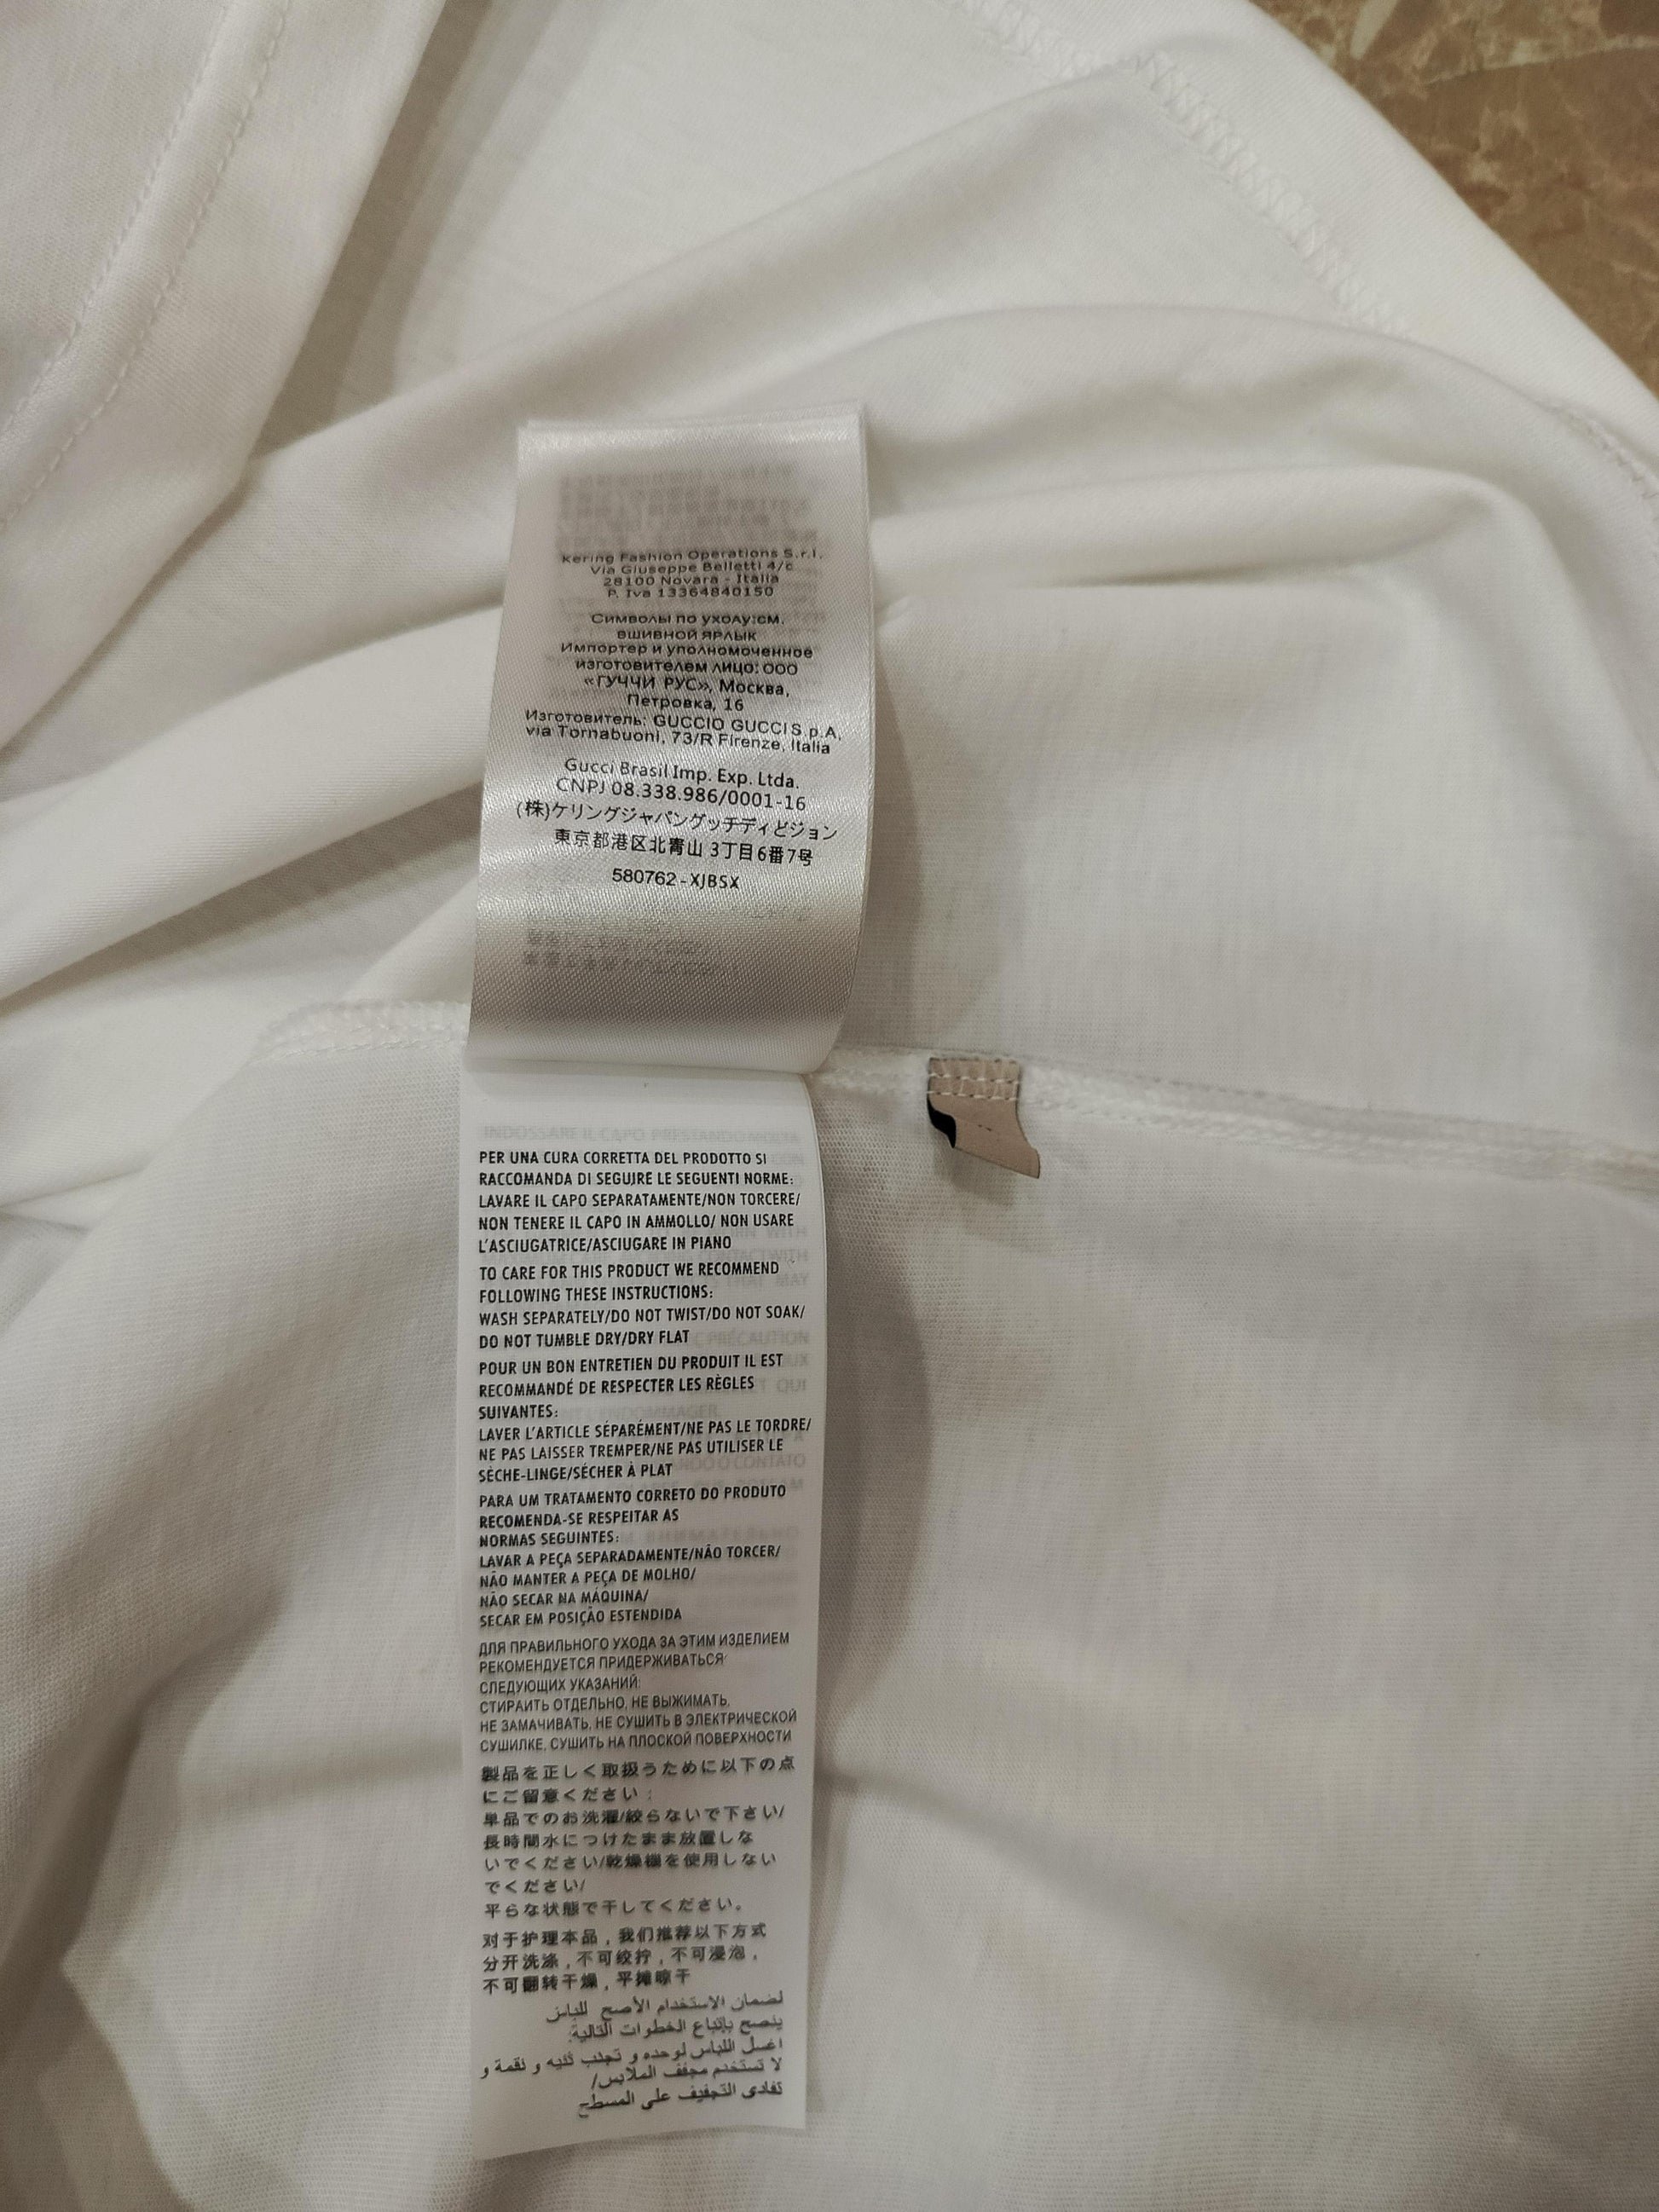 Kering Fashion Operations S.r.l.
Via Giuseppe Belletti 4/c
28100 Novara - Italia
P. Iva 13364840150
Символы по уходу:см.
вшивной ярлык
Импортер и уполномоченное
изготовителем лицо: ООО
«ГУЧЧИ РУС», Москва,
Петровка, 16
Изготовитель: GUCCIO GUCCI S.p.A,
via Tornabuoni, 73/R Firenze, Italia
Gucci Brasil Imp. Exp. Ltda.
CNPJ 08.338.986/0001-16
(株)ケリングジャパングッチディどジョン
東京都港区北青山 3丁目6番7号
580762-XJBSX
INDOSSARE IL CAPO PRESTANDO MOLTA
PER UNA CURA CORRETTA DEL PRODOTTO SI
RACCOMANDA DI SEGUIRE LE SEGUENTI NORME:
LAVARE IL CAPO SEPARATAMENTE/NON TORCERE/
NON TENERE IL CAPO IN AMMOLLO/ NON USARE
L'ASCIUGATRICE/ASCIUGARE IN PIANO
TO CARE FOR THIS PRODUCT WE RECOMMEND
FOLLOWING THESE INSTRUCTIONS:
WASH SEPARATELY/DO NOT TWIST/DO NOT SOAK/
DO NOT TUMBLE DRY/DRY FLAT
POUR UN BON ENTRETIEN DU PRODUIT IL EST
RECOMMANDÉ DE RESPECTER LES RÈGLES
SUIVANTES:
LAVER L'ARTICLE SÉPARÉMENT/NE PAS LE TORDRE/
NE PAS LAISSER TREMPER/NE PAS UTILISER LE
SÈCHE-LINGE/SÉCHER À PLAT
PARA UM TRATAMENTO CORRETO DO PRODUTO
RECOMENDA-SE RESPEITAR AS
NORMAS SEGUINTES:
LAVAR A PEÇA SEPARADAMENTE/NÃO TORCER/
NÃO MANTER A PEÇA DE MOLHO/
NÃO SECAR NA MÁQUINA/
SECAR EM POSIÇÃO ESTENDIDA
ДЛЯ ПРАВИЛЬНОГО УХОДА ЗА ЭТИМ ИЗДЕЛИЕМ
РЕКОМЕНДУЕТСЯ ПРИДЕРЖИВАТЬСЯ
СЛЕДУЮЩИХ УКАЗАНИЙ:
СТИРАИТЬ ОТДЕЛЬНО, НЕ ВЫЖИМАТЬ,
НЕ ЗАМАЧИВАТЬ, НЕ СУШИТЬ В ЭЛЕКТРИЧЕСКОЙ
СУШИЛКЕ, СУШИТЬ НА ПЛОСКОЙ ПОВЕРХНОСТИ
製品を正しく取扱うために以下の点
にご留意ください:
単品でのお洗濯/絞らないで下さい/
長時間水につけたまま放置しな
いでください/乾燥機を使用しない
でください/
平らな状態で干してください。
对于护理本品，我们推荐以下方式
分开洗涤，不可绞拧，不可浸泡，
不可翻转干燥，平摊晾干
لضمان الاستخدام الأصح للباس
ينصح بإتباع الخطوات التالية:
اغسل اللباس لوحده و تجنب ثنيه و نقعة و
لا تستخدم مجفف الملابس/
تفادى التجفيف على المسطح